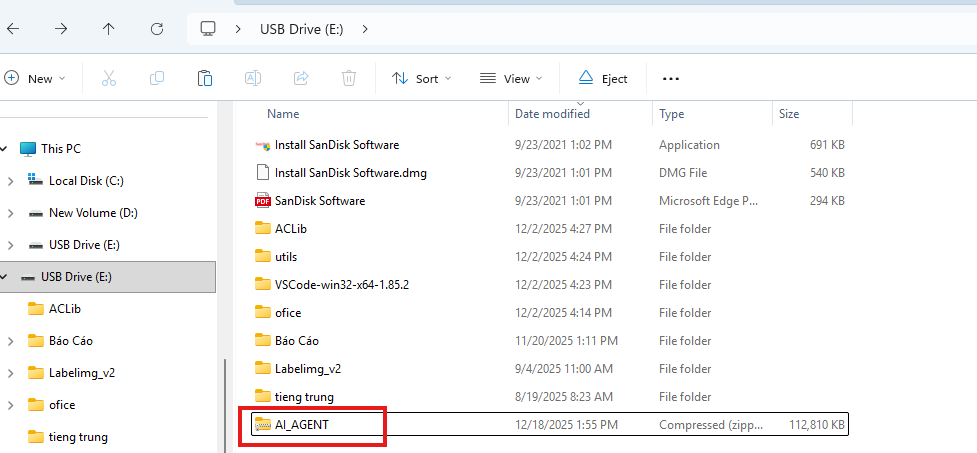 USB Drive (E:)
New Sort View Eject ...
Name Date modified Type Size
This PC
Local Disk (C:)
New Volume (D:)
USB Drive (E:)
USB Drive (E:)
ACLib
Báo Cáo
Labelimg_v2
ofice
tieng trung
Install SanDisk Software 9/23/2021 1:02 PM Application 691 KB
Install SanDisk Software.dmg 9/23/2021 1:01 PM DMG File 540 KB
PDF SanDisk Software 9/23/2021 1:01 PM Microsoft Edge P... 294 KB
ACLib 12/2/2025 4:27 PM File folder
utils 12/2/2025 4:24 PM File folder
VSCode-win32-x64-1.85.2 12/2/2025 4:23 PM File folder
ofice 12/2/2025 4:14 PM File folder
Báo Cáo 11/20/2025 1:11 PM File folder
Labelimg_v2 9/4/2025 11:00 AM File folder
tieng trung 8/19/2025 8:23 AM File folder
AI_AGENT 12/18/2025 1:55 PM Compressed (zipp... 112,810 KB